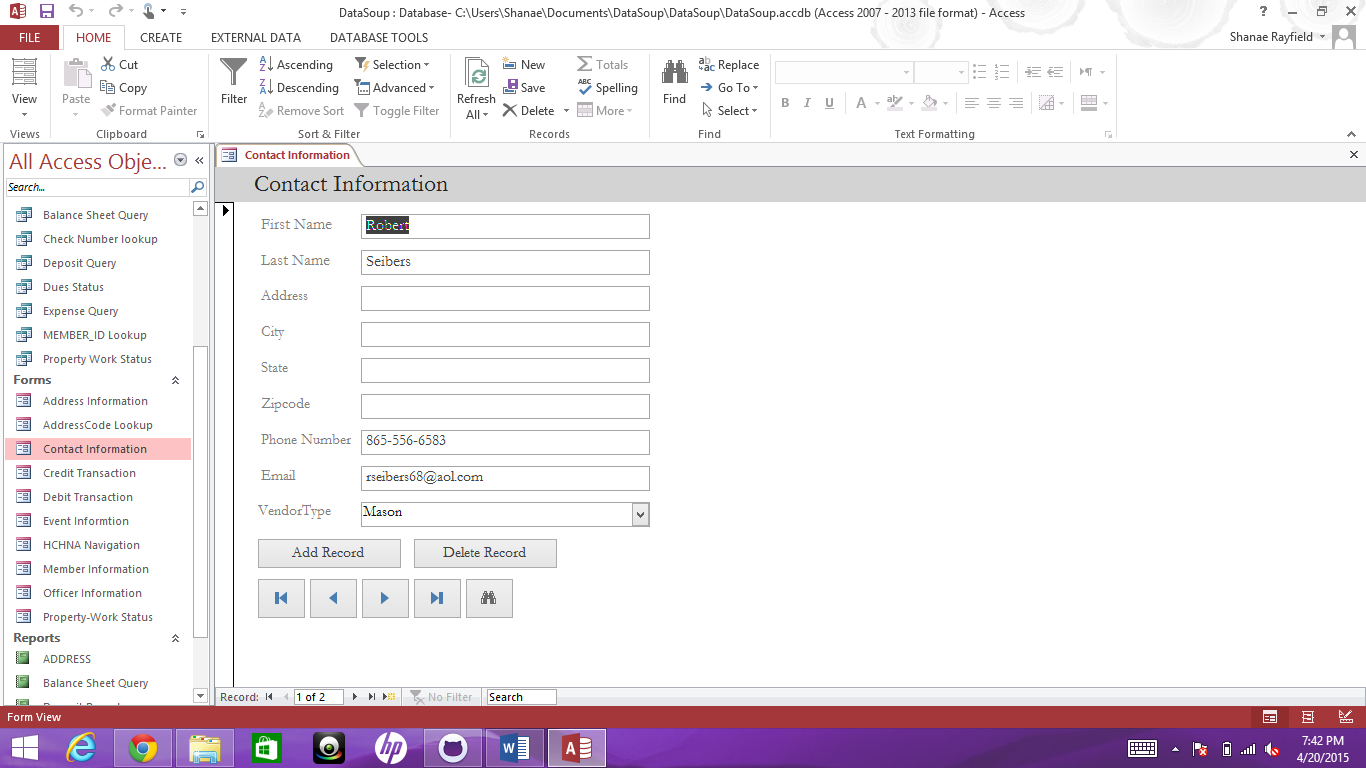 DataSoup : Database- C:\Users\Shanae\Documents\DataSoup\DataSoup\DataSoup.accdb (Access 2007 - 2013 file format) - Access
FILE HOME CREATE EXTERNAL DATA DATABASE TOOLS Shanae Rayfield
View
Views
Paste
Cut
Copy
Format Painter
Clipboard
Filter
Ascending
Descending
Remove Sort
Selection
Advanced
Toggle Filter
Sort & Filter
Refresh
All
New
Save
Delete
Totals
Spelling
More
Records
Find
Replace
Go To
Select
Find
B I U A
Text Formatting
All Access Obje...
Search...
Balance Sheet Query
Check Number lookup
Deposit Query
Dues Status
Expense Query
MEMBER_ID Lookup
Property Work Status
Forms
Address Information
AddressCode Lookup
Contact Information
Credit Transaction
Debit Transaction
Event Informtion
HCHNA Navigation
Member Information
Officer Information
Property-Work Status
Reports
ADDRESS
Balance Sheet Query
Contact Information
Contact Information
First Name Robert
Last Name Seibers
Address
City
State
Zipcode
Phone Number 865-556-6583
Email rseibers68@aol.com
VendorType Mason
Add Record Delete Record
Record: 1 of 2 No Filter Search
Form View
7:42 PM
4/20/2015